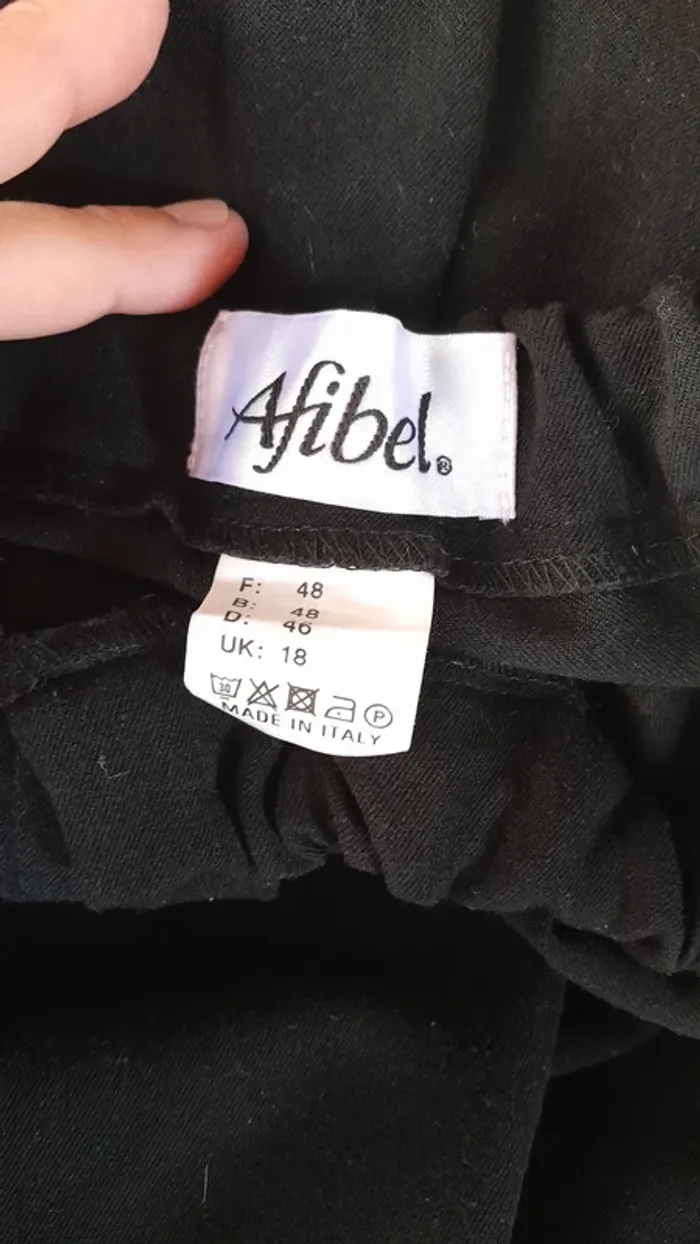 Afibel®
F: 48
B: 48
D: 46
UK: 18
30 P
MADE IN ITALY